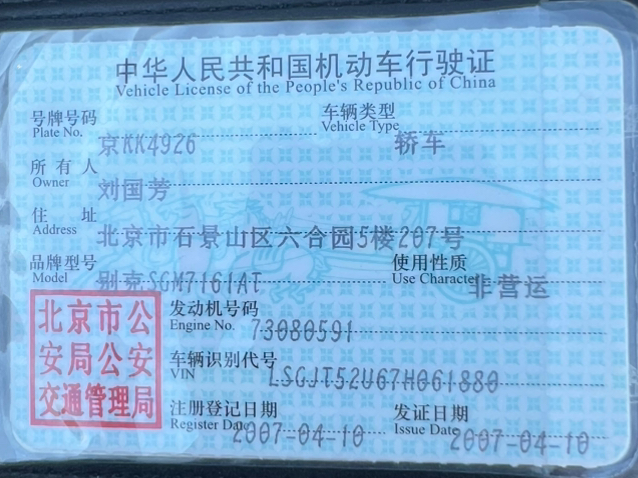 中华人民共和国机动车行驶证
Vehicle License of the People's Republic of China
号牌号码 京KK4926 车辆类型 轿车
Plate No. Vehicle Type
所有人 刘国芳
Owner
住址 北京市石景山区六合园5楼207号
Address
品牌型号 别克SGM7161AT 使用性质 非营运
Model Use Character
北京市公
安局公安
交通管理局
发动机号码 73080591
Engine No.
车辆识别代号 LSGJT52U67H061880
VIN
注册登记日期 2007-04-10 发证日期 2007-04-10
Register Date Issue Date